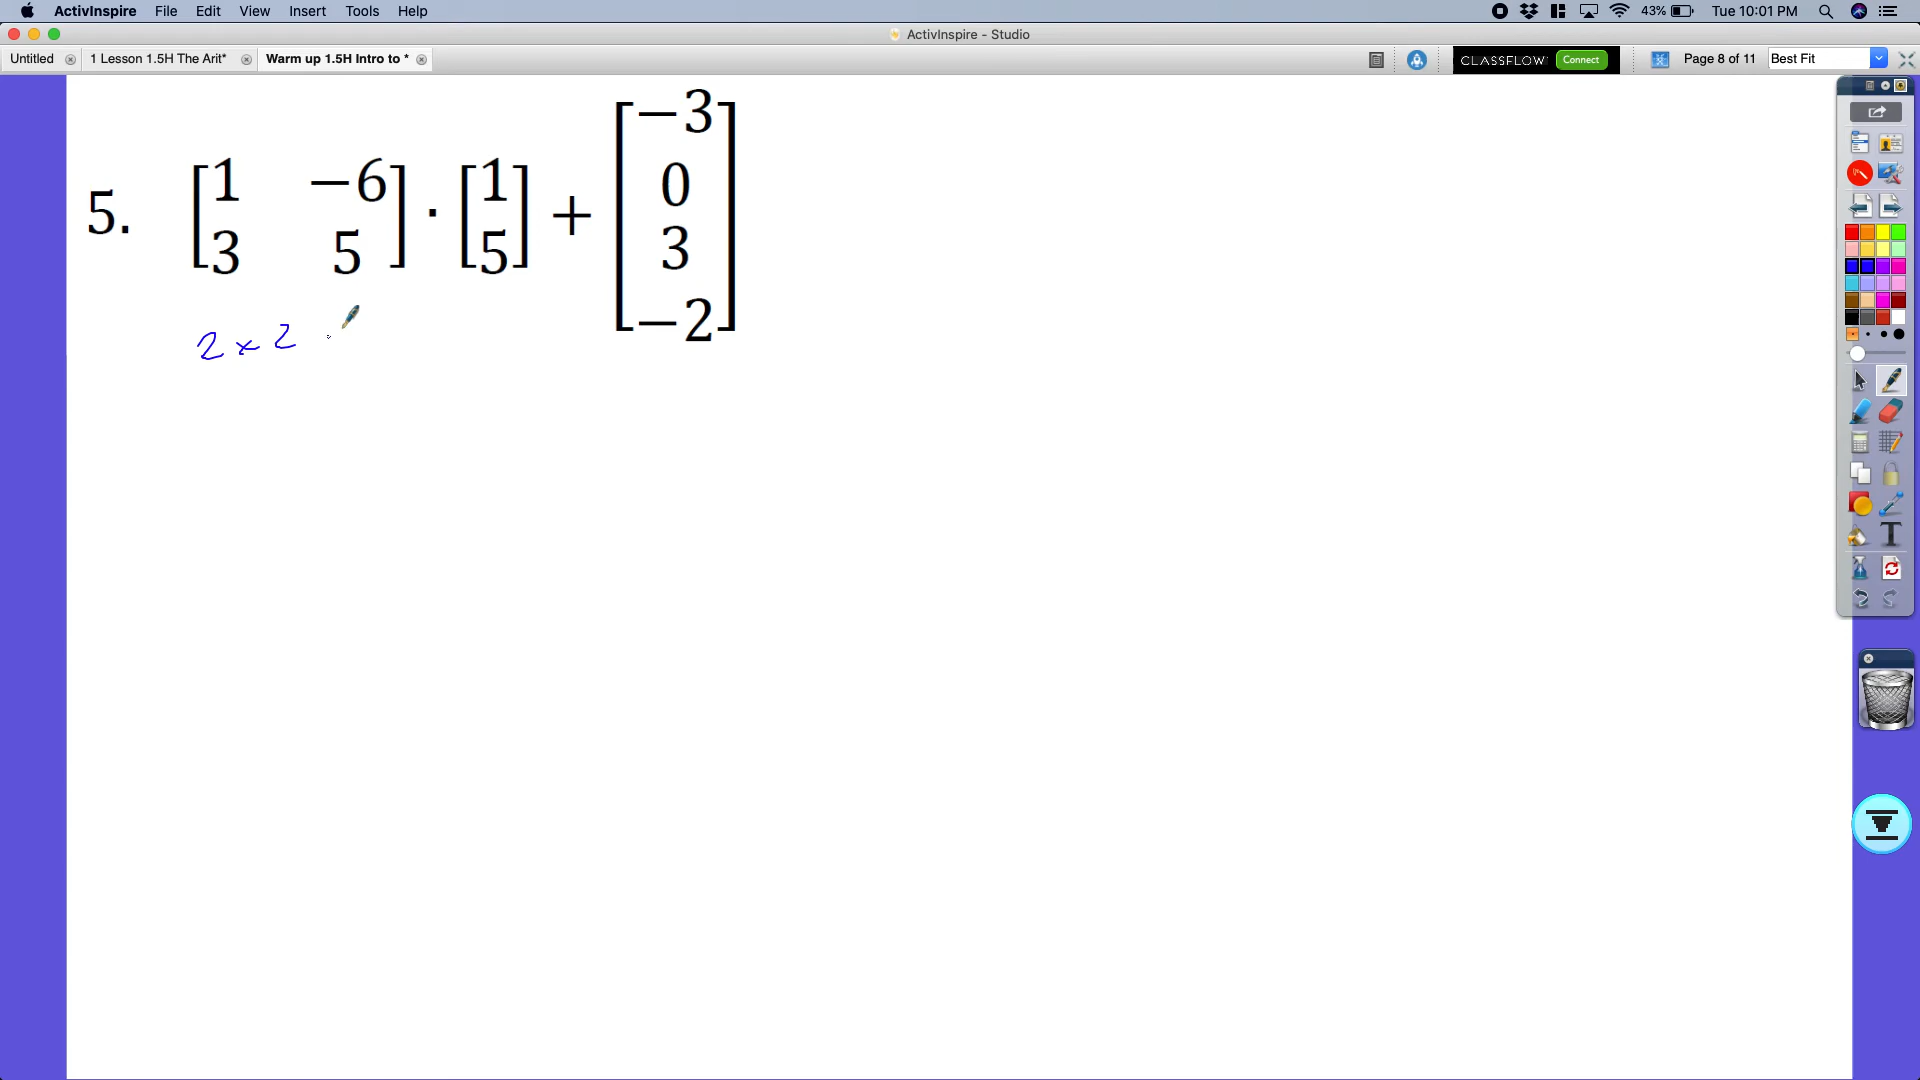 ActivInspire File Edit View Insert Tools Help 43% Tue 10:01 PM
ActivInspire - Studio
Untitled 1 Lesson 1.5H The Arit* Warm up 1.5H Intro to * CLASSFLOW Connect Page 8 of 11 Best Fit
5. [1 −6 3 5] · [1 5] + [−3 0 3 −2]
2 × 2 ·
T